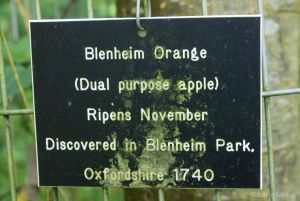 Blenheim Orange
(Dual purpose apple)
Ripens November
Discovered in Blenheim Park,
Oxfordshire 1740